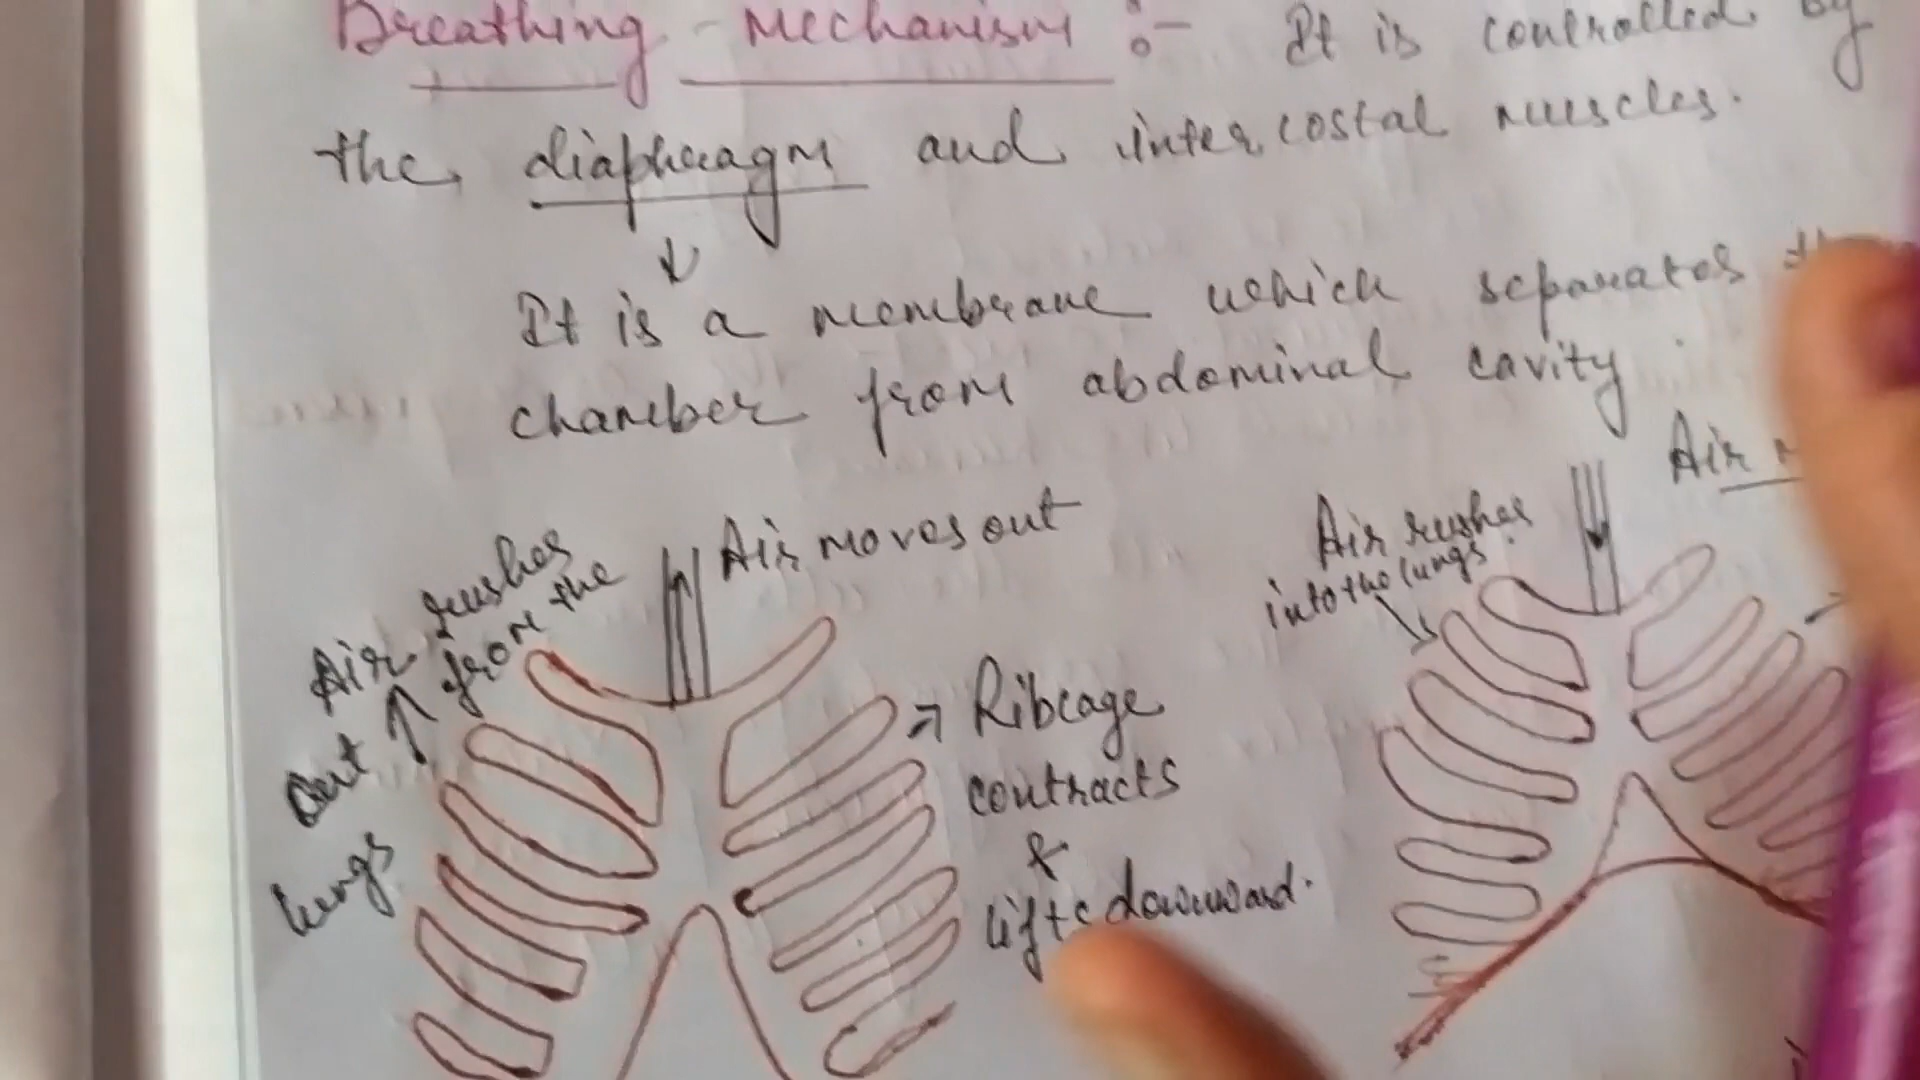 Breathing Mechanism :- It is controlled by
the diaphragm and intercostal muscles.
It is a membrane which separates
chamber from abdominal cavity
Air
Air moves out
Air rushes
into the lungs.
Air rushes
out from the
lungs
Ribcage
contracts
&
lifts downward.